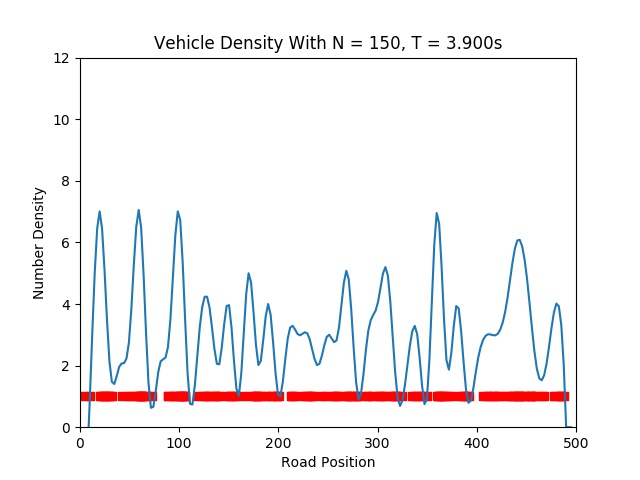 Vehicle Density With N = 150, T = 3.900s
12
10
8
6
4
2
0
Number Density
0 100 200 300 400 500
Road Position